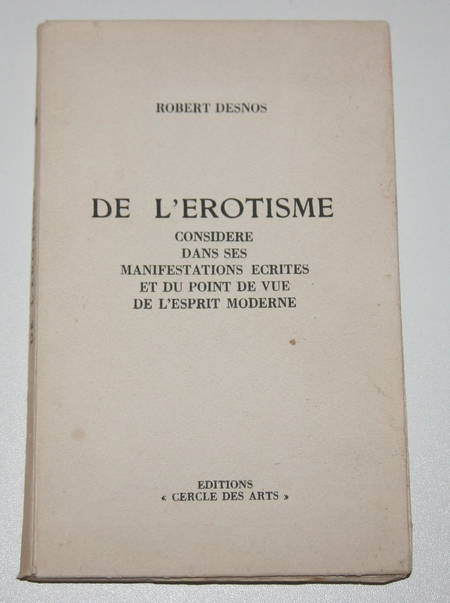 ROBERT DESNOS
DE L'EROTISME
CONSIDERE
DANS SES
MANIFESTATIONS ECRITES
ET DU POINT DE VUE
DE L'ESPRIT MODERNE
EDITIONS
« CERCLE DES ARTS »